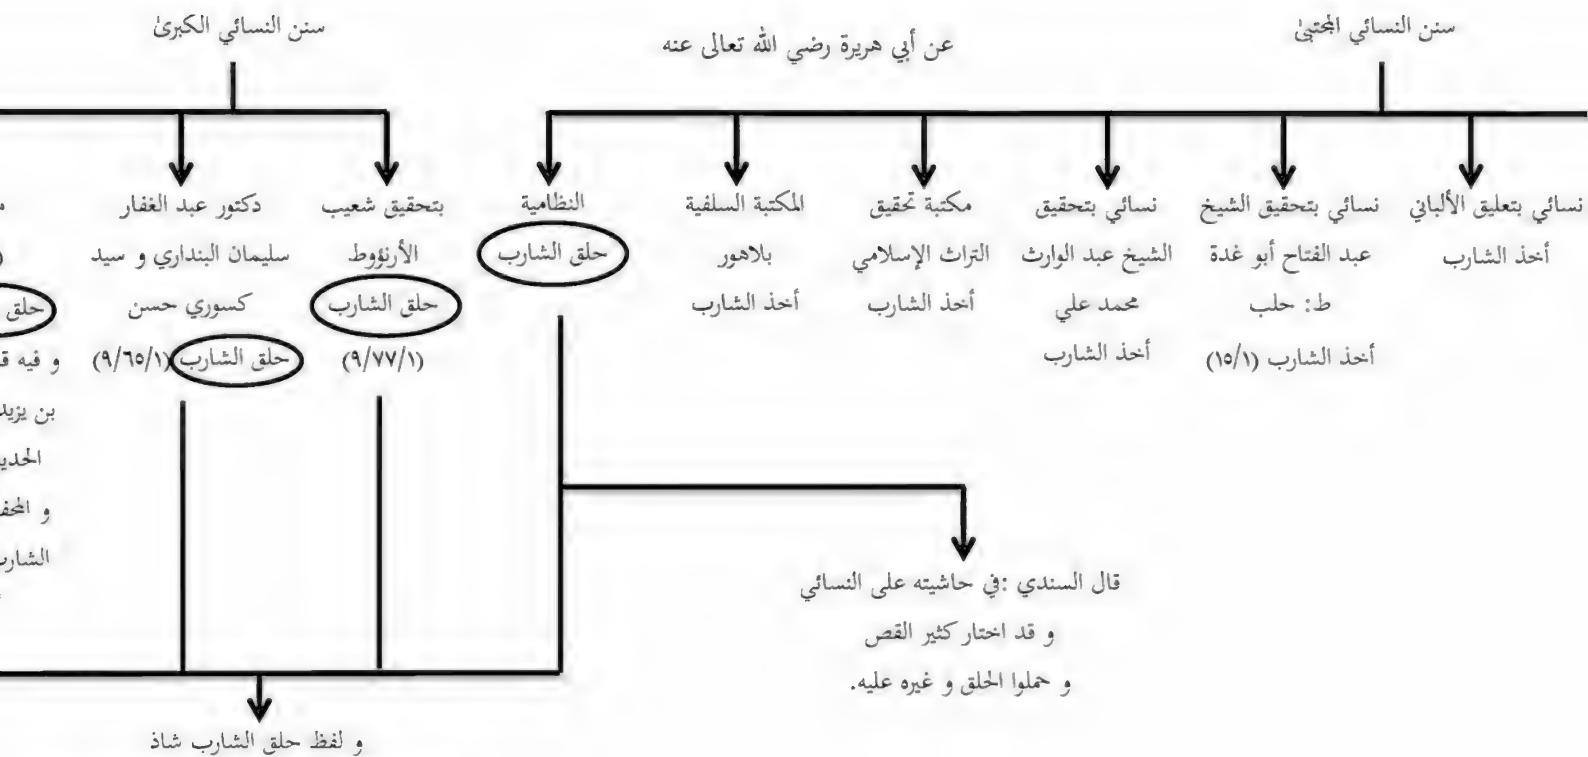 سنن النسائي المجتبىٰ
عن أبي هريرة رضي الله تعالى عنه
سنن النسائي الكبرىٰ
نسائي بتعليق الألباني
أخذ الشارب
نسائي بتحقيق الشيخ
عبد الفتاح أبو غدة
ط: حلب
أخذ الشارب (١٥/١)
نسائي بتحقيق
الشيخ عبد الوارث
محمد علي
أخذ الشارب
مكتبة تحقيق
التراث الإسلامي
أخذ الشارب
المكتبة السلفية
بلاهور
أخذ الشارب
النظامية
حلق الشارب
بتحقيق شعيب
الأرنؤوط
حلق الشارب
(٩/٧٧/١)
دكتور عبد الغفار
سليمان البنداري و سيد
كسوري حسن
حلق الشارب (٩/٦٥/١)
حلق
و فيه
بن يزيد
الشارب
قال السندي :في حاشيته على النسائي
و قد اختار كثير القص
و حملوا الحلق و غيره عليه.
و لفظ حلق الشارب شاذ